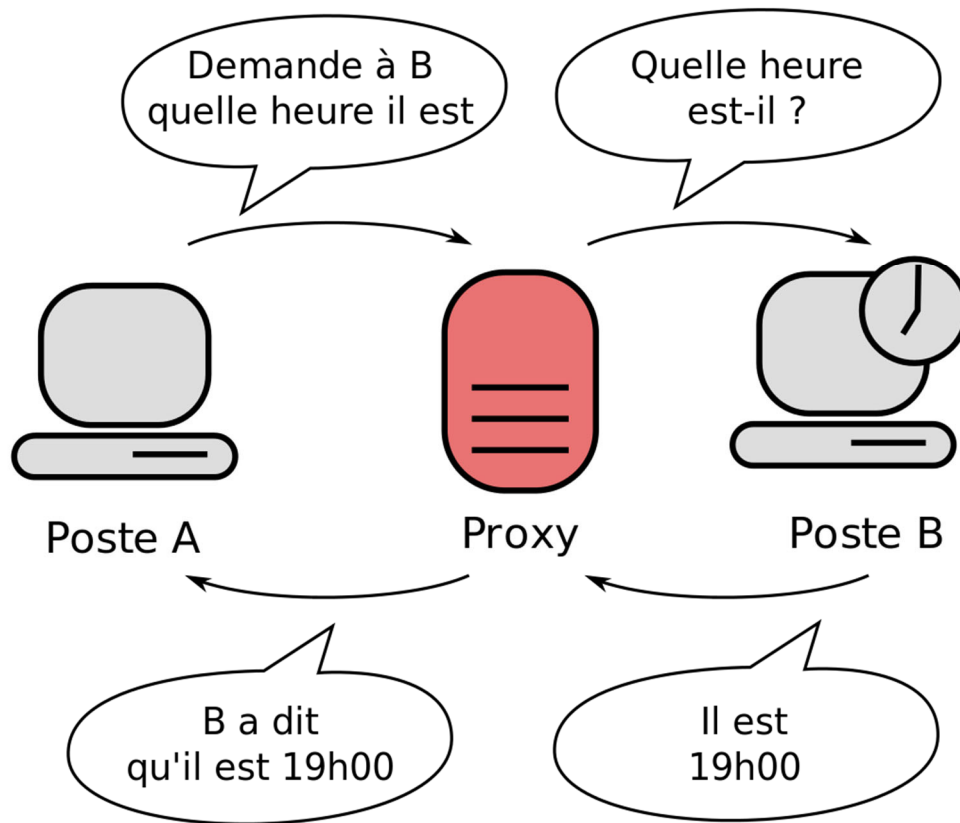 Demande à B
quelle heure il est
Quelle heure
est-il ?
Poste A
Proxy
Poste B
B a dit
qu'il est 19h00
Il est
19h00